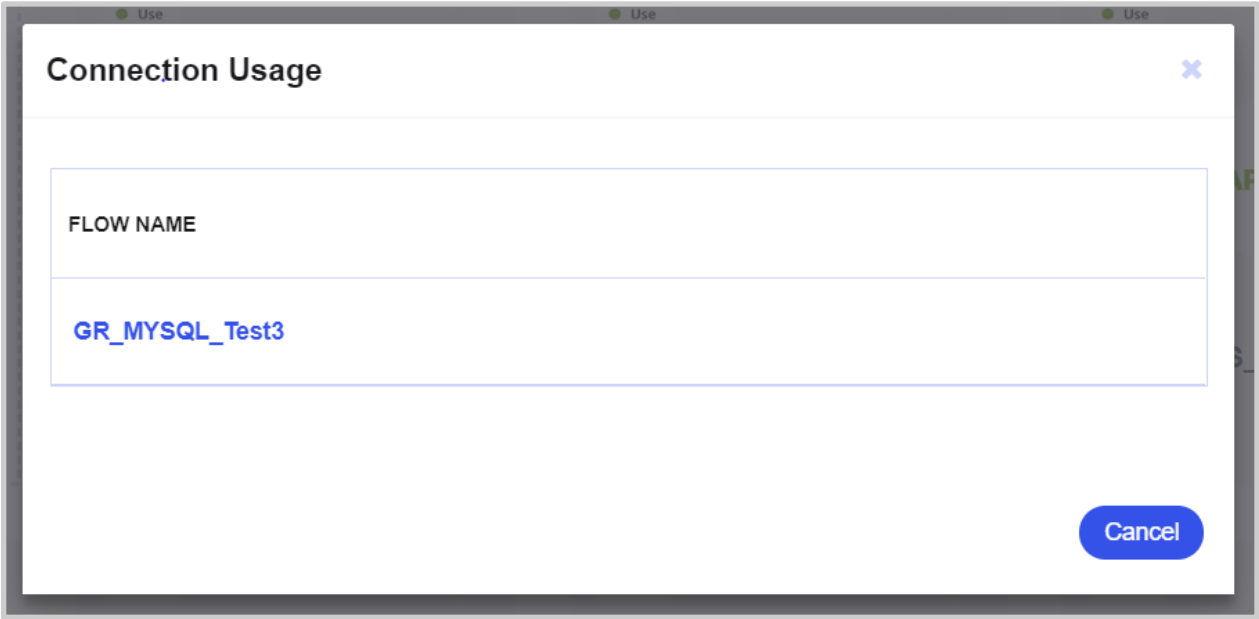 Use Use Use
Connection Usage
FLOW NAME
GR_MYSQL_Test3
Cancel